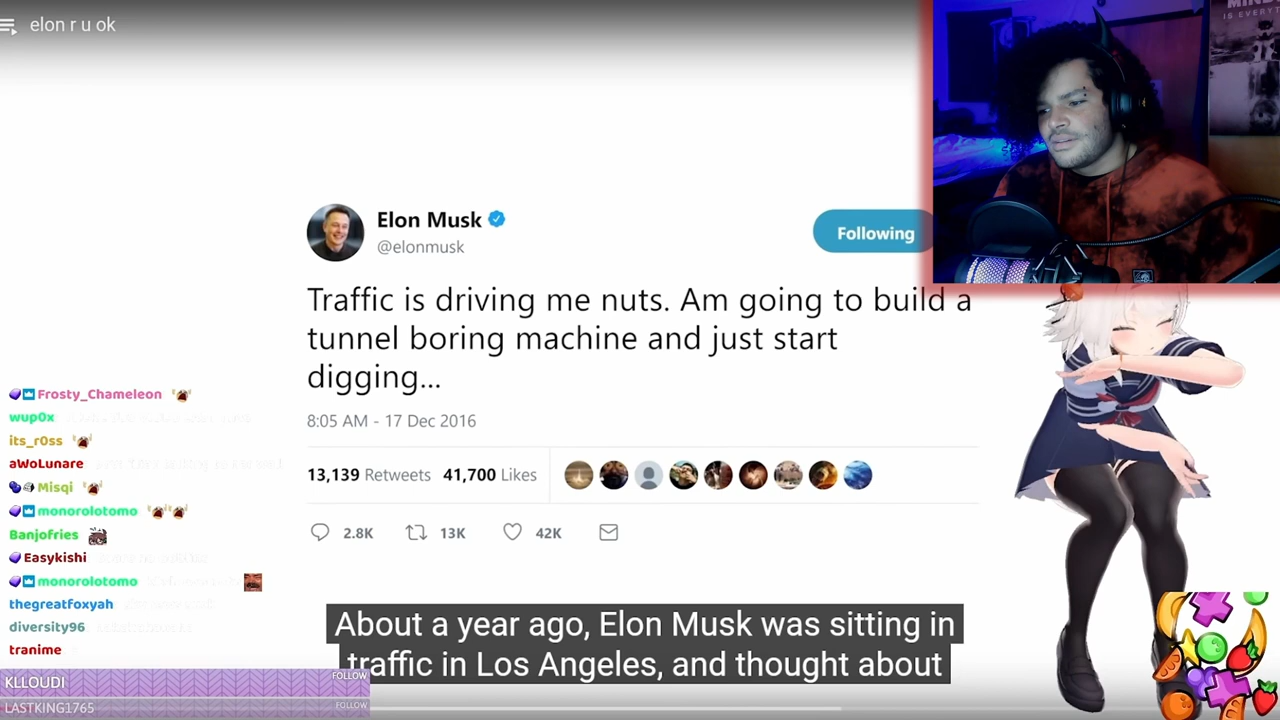 elon r u ok
MIND
IS EVERYT
Elon Musk
@elonmusk
Following
Traffic is driving me nuts. Am going to build a
tunnel boring machine and just start
digging...
8:05 AM - 17 Dec 2016
13,139 Retweets 41,700 Likes
2.8K 13K 42K
Frosty_Chameleon
wup0x
its_r0ss
aWoLunare
Misqi
monorolotomo
Banjofries
Easykishi
monorolotomo
thegreatfoxyah
diversity96
tranime
About a year ago, Elon Musk was sitting in
traffic in Los Angeles, and thought about
KLLOUDI FOLLOW
LASTKING1765 FOLLOW